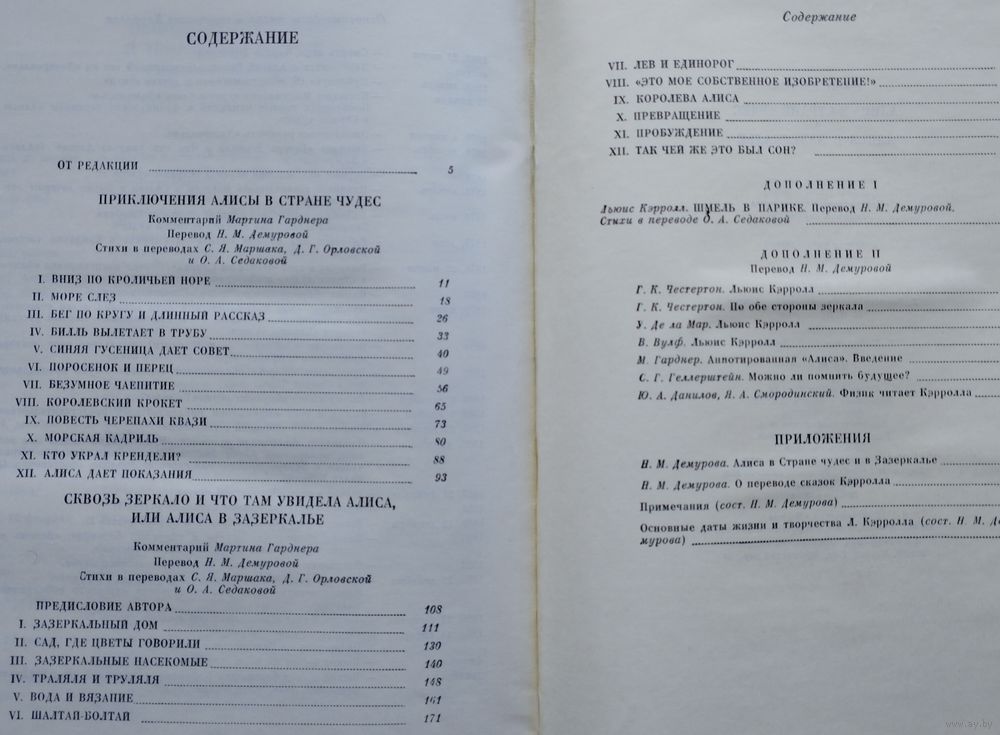 СОДЕРЖАНИЕ
ОТ РЕДАКЦИИ 5
ПРИКЛЮЧЕНИЯ АЛИСЫ В СТРАНЕ ЧУДЕС
Комментарий Мартина Гарднера
Перевод Н. М. Демуровой
Стихи в переводах С. Я. Маршака, Д. Г. Орловской
и О. А. Седаковой
I. ВНИЗ ПО КРОЛИЧЬЕЙ НОРЕ 11
II. МОРЕ СЛЕЗ 18
III. БЕГ ПО КРУГУ И ДЛИННЫЙ РАССКАЗ 26
IV. БИЛЛЬ ВЫЛЕТАЕТ В ТРУБУ 33
V. СИНЯЯ ГУСЕНИЦА ДАЕТ СОВЕТ 40
VI. ПОРОСЕНОК И ПЕРЕЦ 49
VII. БЕЗУМНОЕ ЧАЕПИТИЕ 56
VIII. КОРОЛЕВСКИЙ КРОКЕТ 65
IX. ПОВЕСТЬ ЧЕРЕПАХИ КВАЗИ 73
X. МОРСКАЯ КАДРИЛЬ 80
XI. КТО УКРАЛ КРЕНДЕЛИ? 88
XII. АЛИСА ДАЕТ ПОКАЗАНИЯ 93
СКВОЗЬ ЗЕРКАЛО И ЧТО ТАМ УВИДЕЛА АЛИСА,
ИЛИ АЛИСА В ЗАЗЕРКАЛЬЕ
Комментарий Мартина Гарднера
Перевод Н. М. Демуровой
Стихи в переводах С. Я. Маршака, Д. Г. Орловской
и О. А. Седаковой
ПРЕДИСЛОВИЕ АВТОРА 108
I. ЗАЗЕРКАЛЬНЫЙ ДОМ 111
II. САД, ГДЕ ЦВЕТЫ ГОВОРИЛИ 130
III. ЗАЗЕРКАЛЬНЫЕ НАСЕКОМЫЕ 140
IV. ТРАЛЯЛЯ И ТРУЛЯЛЯ 148
V. ВОДА И ВЯЗАНИЕ 161
VI. ШАЛТАЙ-БОЛТАЙ 171
Содержание
VII. ЛЕВ И ЕДИНОРОГ
VIII. «ЭТО МОЕ СОБСТВЕННОЕ ИЗОБРЕТЕНИЕ!»
IX. КОРОЛЕВА АЛИСА
X. ПРЕВРАЩЕНИЕ
XI. ПРОБУЖДЕНИЕ
XII. ТАК ЧЕЙ ЖЕ ЭТО БЫЛ СОН?
ДОПОЛНЕНИЕ I
Льюис Кэрролл. ШМЕЛЬ В ПАРИКЕ. Перевод Н. М. Демуровой.
Стихи в переводе О. А. Седаковой
ДОПОЛНЕНИЕ II
Перевод Н. М. Демуровой
Г. К. Честертон. Льюис Кэрролл
Г. К. Честертон. По обе стороны зеркала
У. Де ла Мар. Льюис Кэрролл
В. Вулф. Льюис Кэрролл
М. Гарднер. Аннотированная «Алиса». Введение
С. Г. Геллерштейн. Можно ли помнить будущее?
Ю. А. Данилов, Я. А. Смородинский. Физик читает Кэрролла
ПРИЛОЖЕНИЯ
Н. М. Демурова. Алиса в Стране чудес и в Зазеркалье
Н. М. Демурова. О переводе сказок Кэрролла
Примечания (сост. Н. М. Демурова)
Основные даты жизни и творчества Л. Кэрролла (сост. Н. М. Де
мурова)
www.ay.by